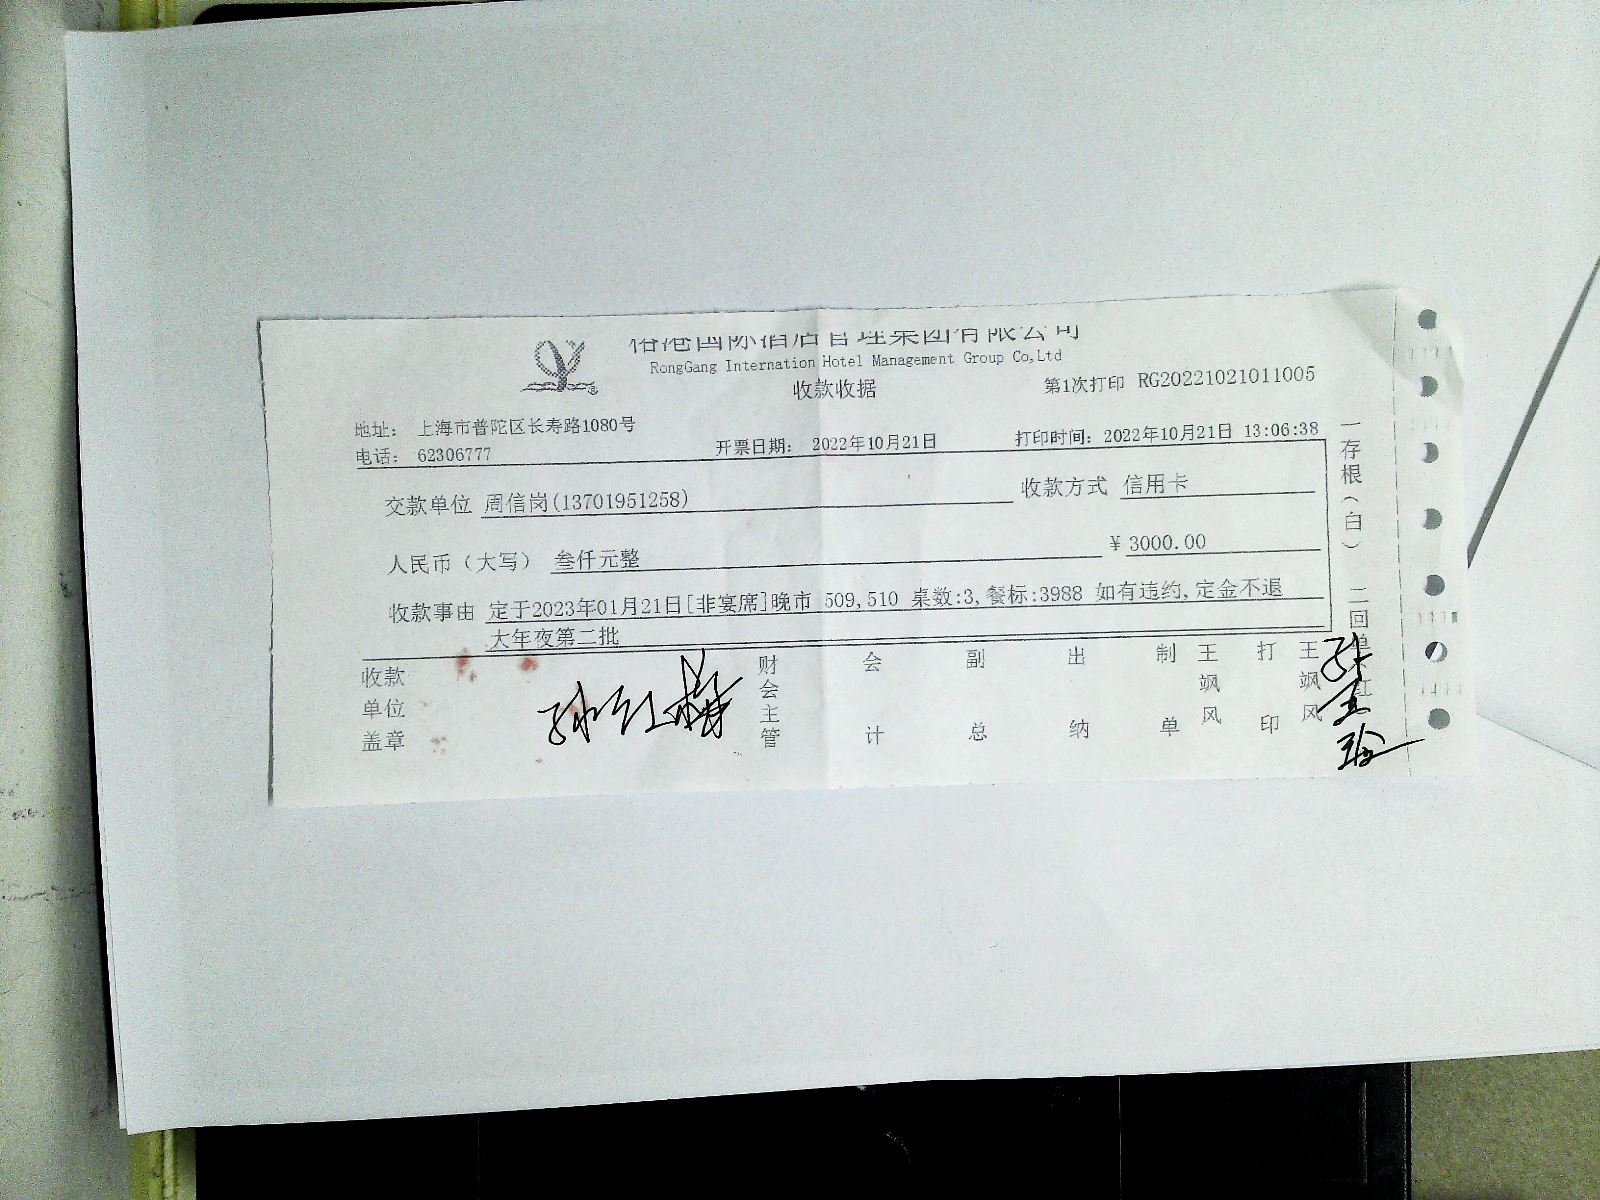 国际酒店管理集团有限公司
RongGang Internation Hotel Management Group Co,Ltd
收款收据
第1次打印 RG20221021011005
地址： 上海市普陀区长寿路1080号
电话： 62306777
开票日期： 2022年10月21日
打印时间：2022年10月21日 13:06:38
交款单位 周信岗(13701951258)
收款方式 信用卡
人民币（大写） 叁仟元整
￥3000.00
收款事由 定于2023年01月21日[非宴席]晚市 509,510 桌数:3,餐标:3988 如有违约,定金不退
大年夜第二批
收款单位盖章
孙红梅
财会主管
会计
副总
出纳
制单
王飒风
打印
王飒风
一存根（白） 二回单